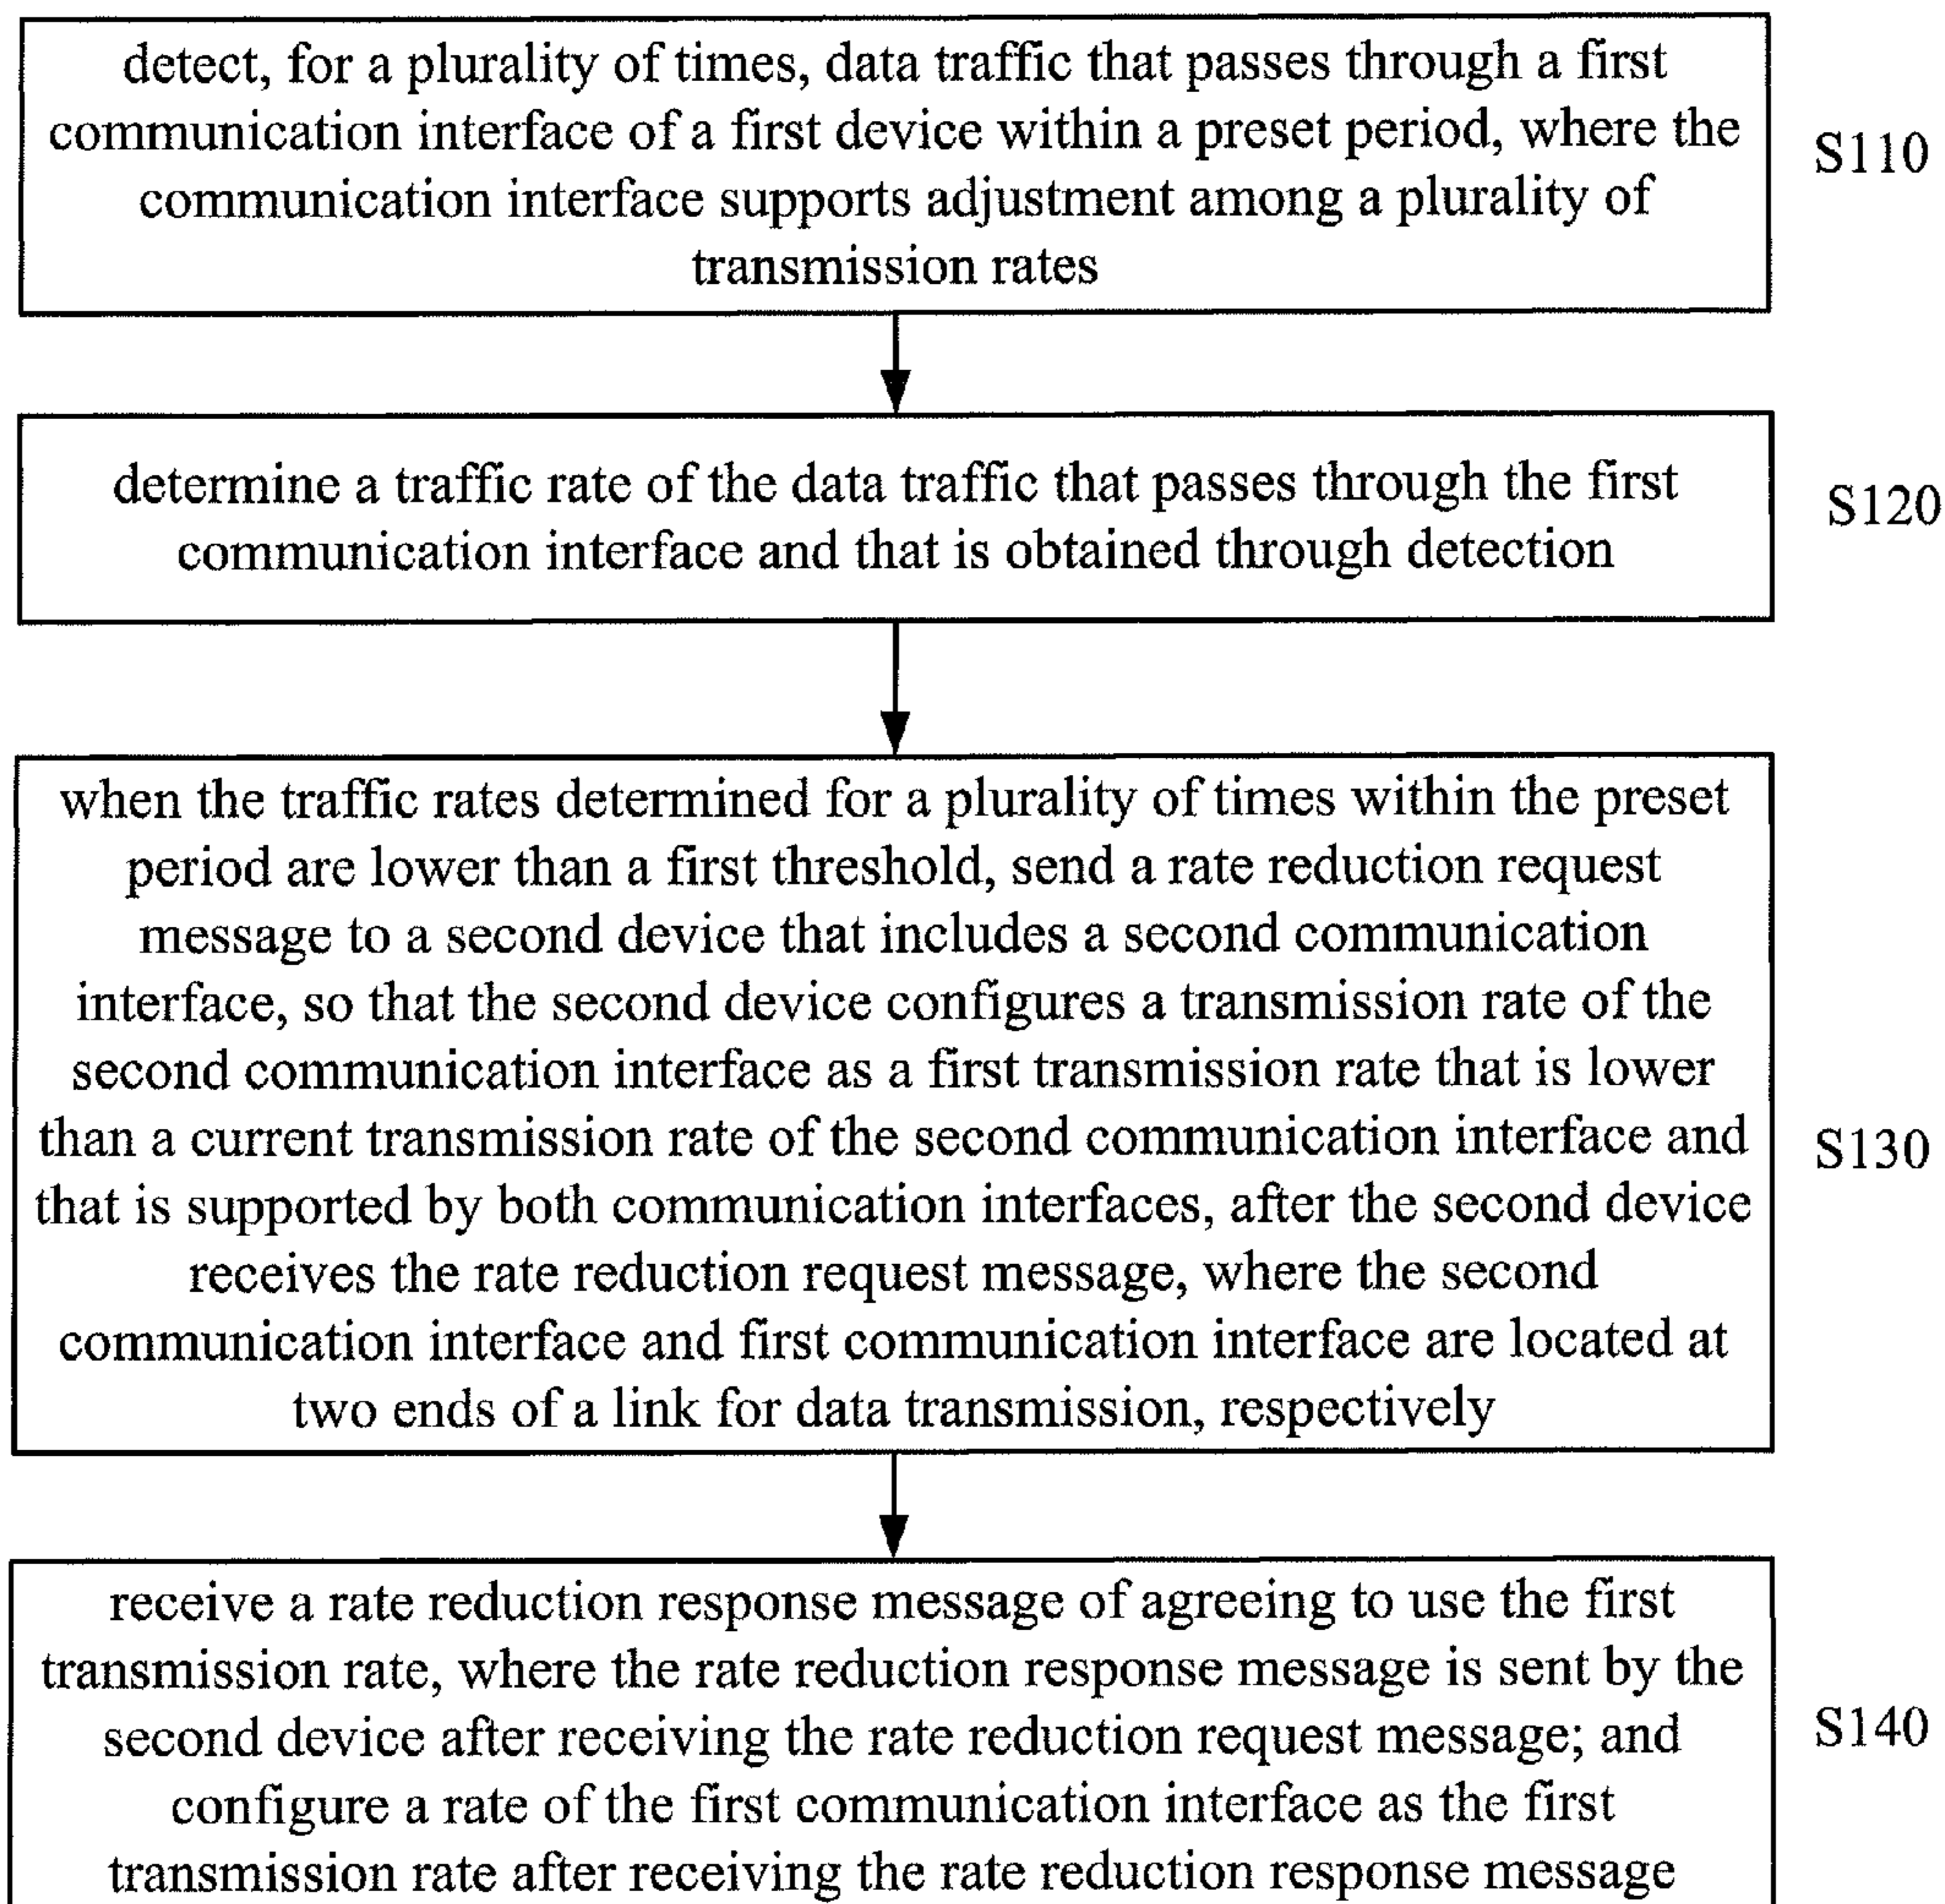 detect, for a plurality of times, data traffic that passes through a first
communication interface of a first device within a preset period, where the
communication interface supports adjustment among a plurality of
transmission rates
S110
determine a traffic rate of the data traffic that passes through the first
communication interface and that is obtained through detection
S120
when the traffic rates determined for a plurality of times within the preset
period are lower than a first threshold, send a rate reduction request
message to a second device that includes a second communication
interface, so that the second device configures a transmission rate of the
second communication interface as a first transmission rate that is lower
than a current transmission rate of the second communication interface and
that is supported by both communication interfaces, after the second device
receives the rate reduction request message, where the second
communication interface and first communication interface are located at
two ends of a link for data transmission, respectively
S130
receive a rate reduction response message of agreeing to use the first
transmission rate, where the rate reduction response message is sent by the
second device after receiving the rate reduction request message; and
configure a rate of the first communication interface as the first
transmission rate after receiving the rate reduction response message
S140